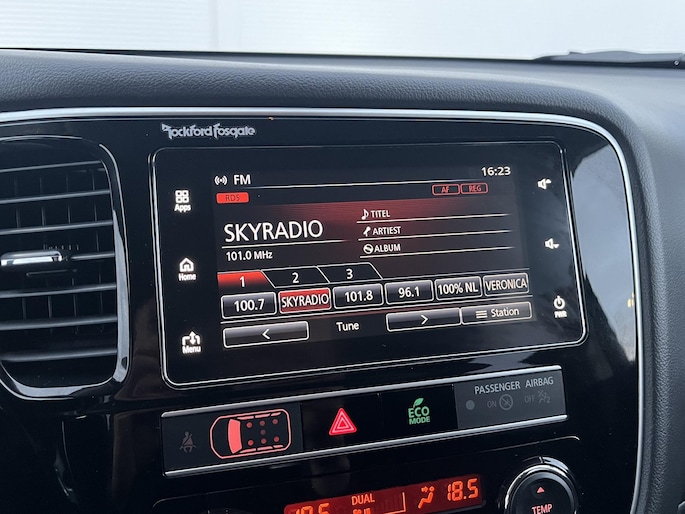 Rockford Fosgate
FM 16:23
RDS AF REG
Apps
SKYRADIO
101.0 MHz
TITEL
ARTIEST
ALBUM
Home
1 2 3
100.7 SKYRADIO 101.8 96.1 100% NL VERONICA
< Tune > Station
PWR
Menu
PASSENGER AIRBAG
ON OFF
ECO
MODE
DUAL
18.5
TEMP